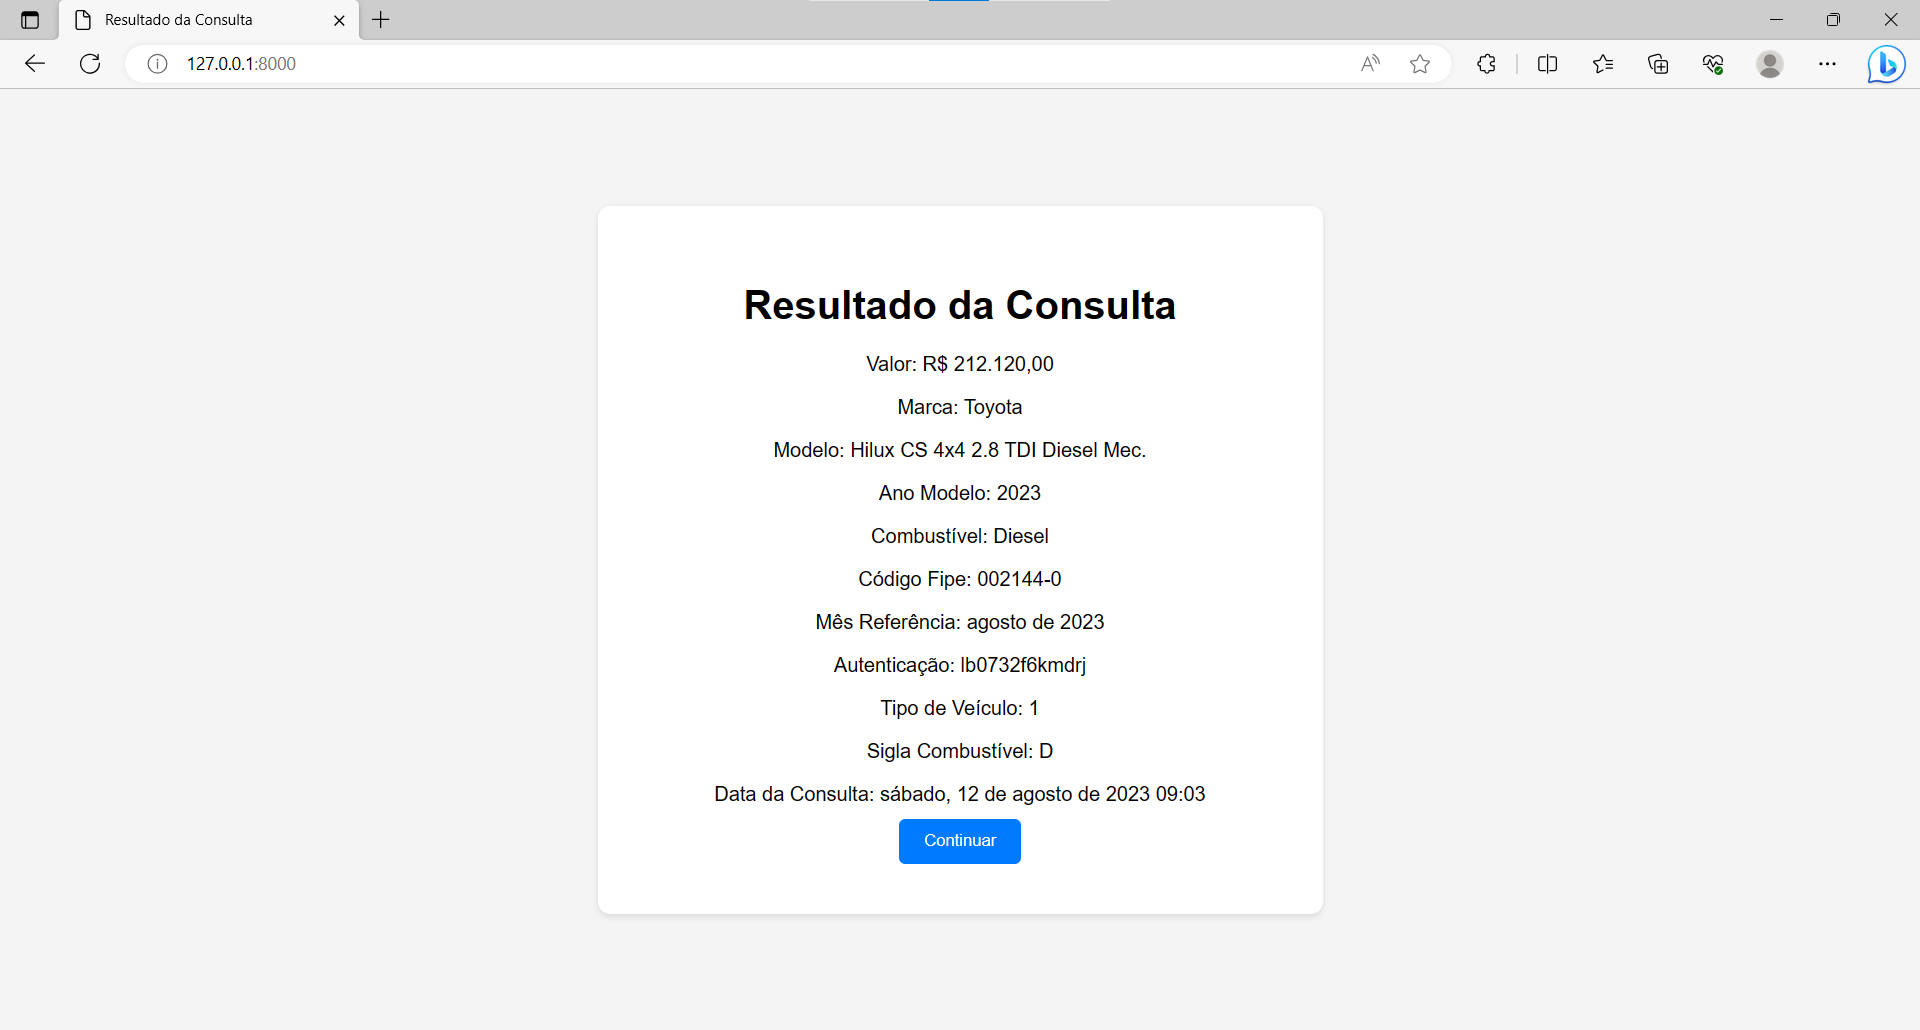 Resultado da Consulta
127.0.0.1:8000
Resultado da Consulta
Valor: R$ 212.120,00
Marca: Toyota
Modelo: Hilux CS 4x4 2.8 TDI Diesel Mec.
Ano Modelo: 2023
Combustível: Diesel
Código Fipe: 002144-0
Mês Referência: agosto de 2023
Autenticação: lb0732f6kmdrj
Tipo de Veículo: 1
Sigla Combustível: D
Data da Consulta: sábado, 12 de agosto de 2023 09:03
Continuar